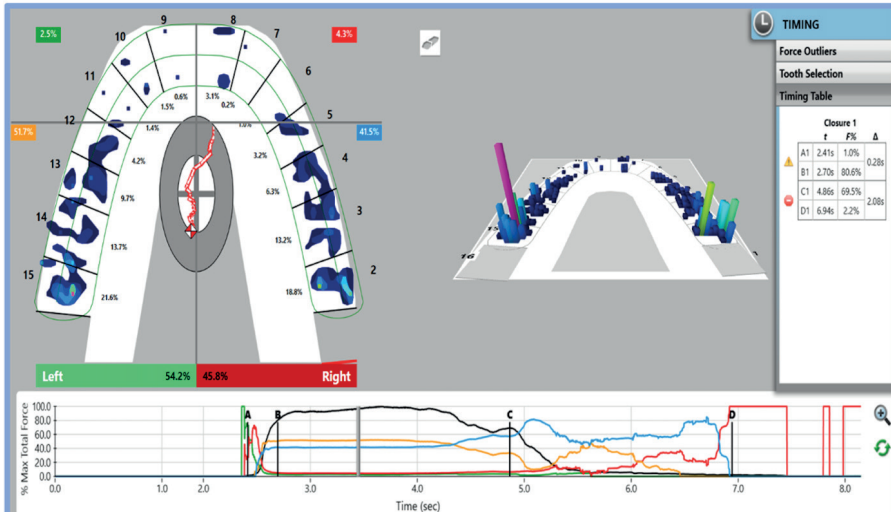 2.5%
9
8
4.3%
10
7
11
6
0.6%
3.1%
1.5%
0.2%
51.7%
12
1.4%
5
41.5%
4.2%
3.2%
13
4
9.7%
6.3%
14
3
13.7%
13.2%
15
2
21.6%
18.8%
Left 54.2% 45.8% Right
15
16
TIMING
Force Outliers
Tooth Selection
Timing Table
Closure 1
t F% Δ
A1 2.41s 1.0%
0.28s
B1 2.70s 80.6%
C1 4.86s 69.5%
2.08s
D1 6.94s 2.2%
% Max Total Force
100.0
80.0
60.0
40.0
20.0
0.0
A B C D
0.0 2.0 3.0 4.0 5.0 6.0 7.0 8.0
Time (sec)